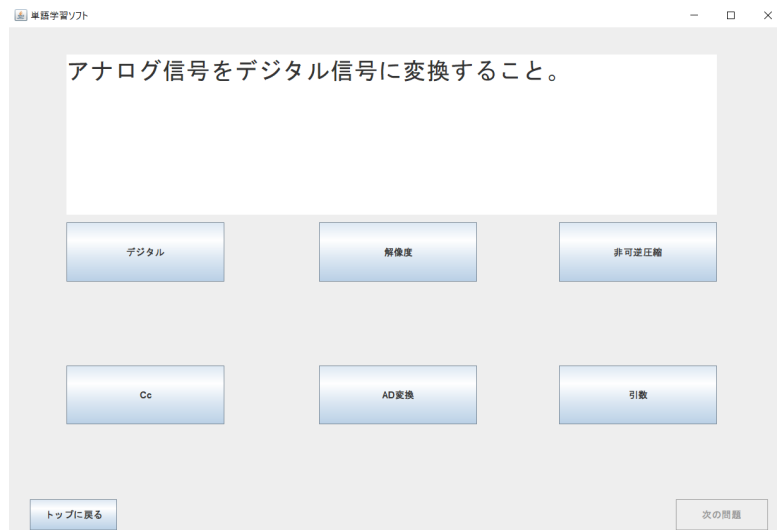 単語学習ソフト
アナログ信号をデジタル信号に変換すること。
デジタル
解像度
非可逆圧縮
Cc
AD変換
引数
トップに戻る
次の問題